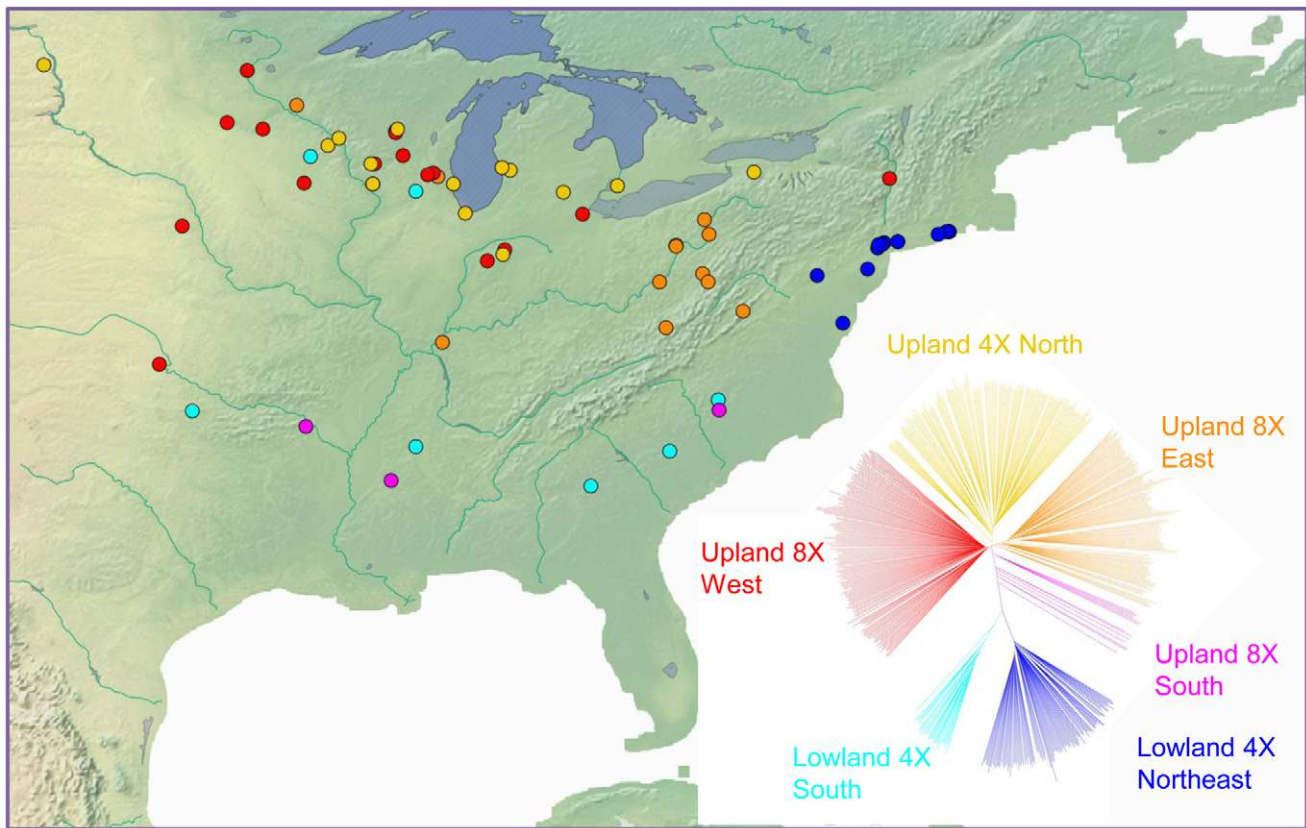 Upland 4X North
Upland 8X
East
Upland 8X
West
Upland 8X
South
Lowland 4X
South
Lowland 4X
Northeast